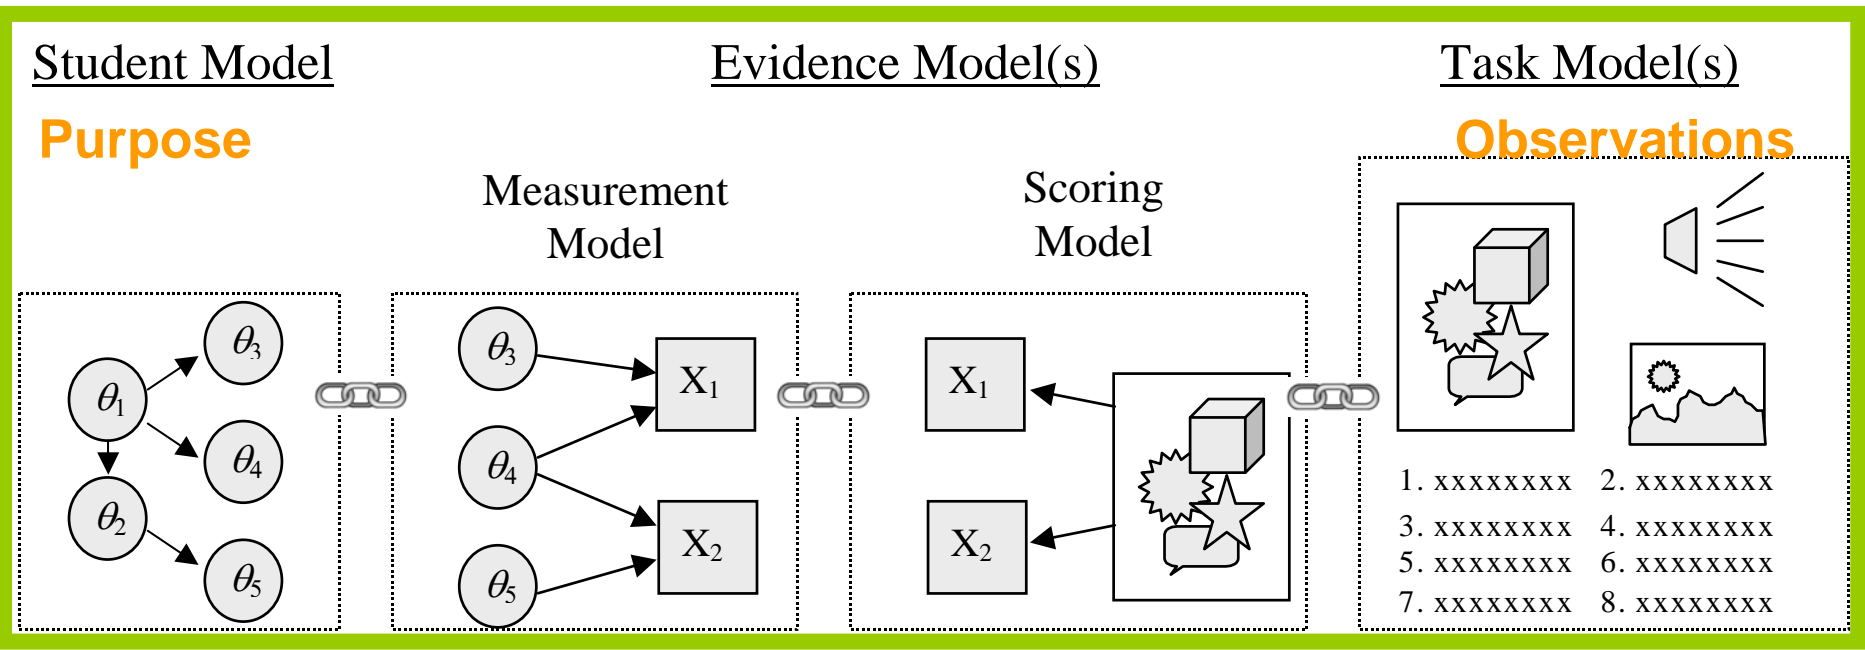 Student Model
Evidence Model(s)
Task Model(s)
Purpose
Observations
Measurement
Model
Scoring
Model
θ1
θ2
θ3
θ4
θ5
θ3
θ4
θ5
X1
X2
X1
X2
1. xxxxxxxx 2. xxxxxxxx
3. xxxxxxxx 4. xxxxxxxx
5. xxxxxxxx 6. xxxxxxxx
7. xxxxxxxx 8. xxxxxxxx